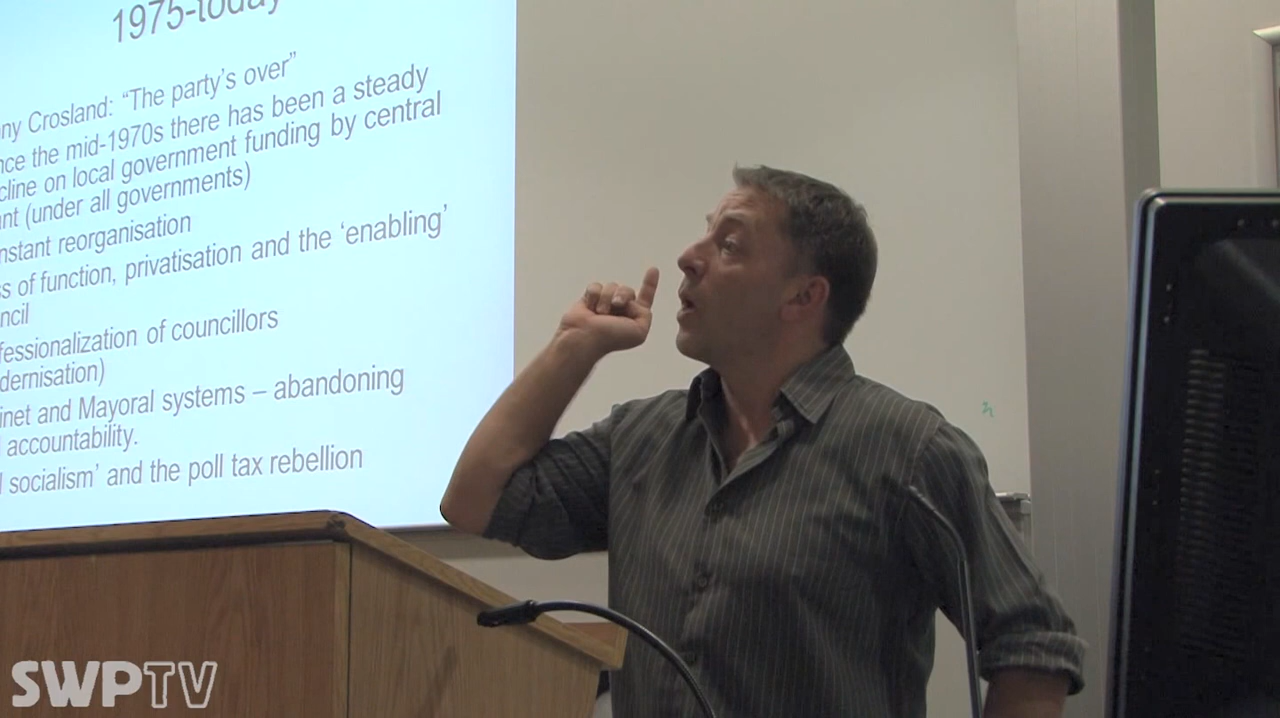 1975-today
ny Crosland: “The party’s over”
nce the mid-1970s there has been a steady
cline on local government funding by central
nt (under all governments)
nstant reorganisation
s of function, privatisation and the ‘enabling’
ncil
fessionalization of councillors
dernisation)
inet and Mayoral systems – abandoning
l accountability.
l socialism’ and the poll tax rebellion
SWPTV